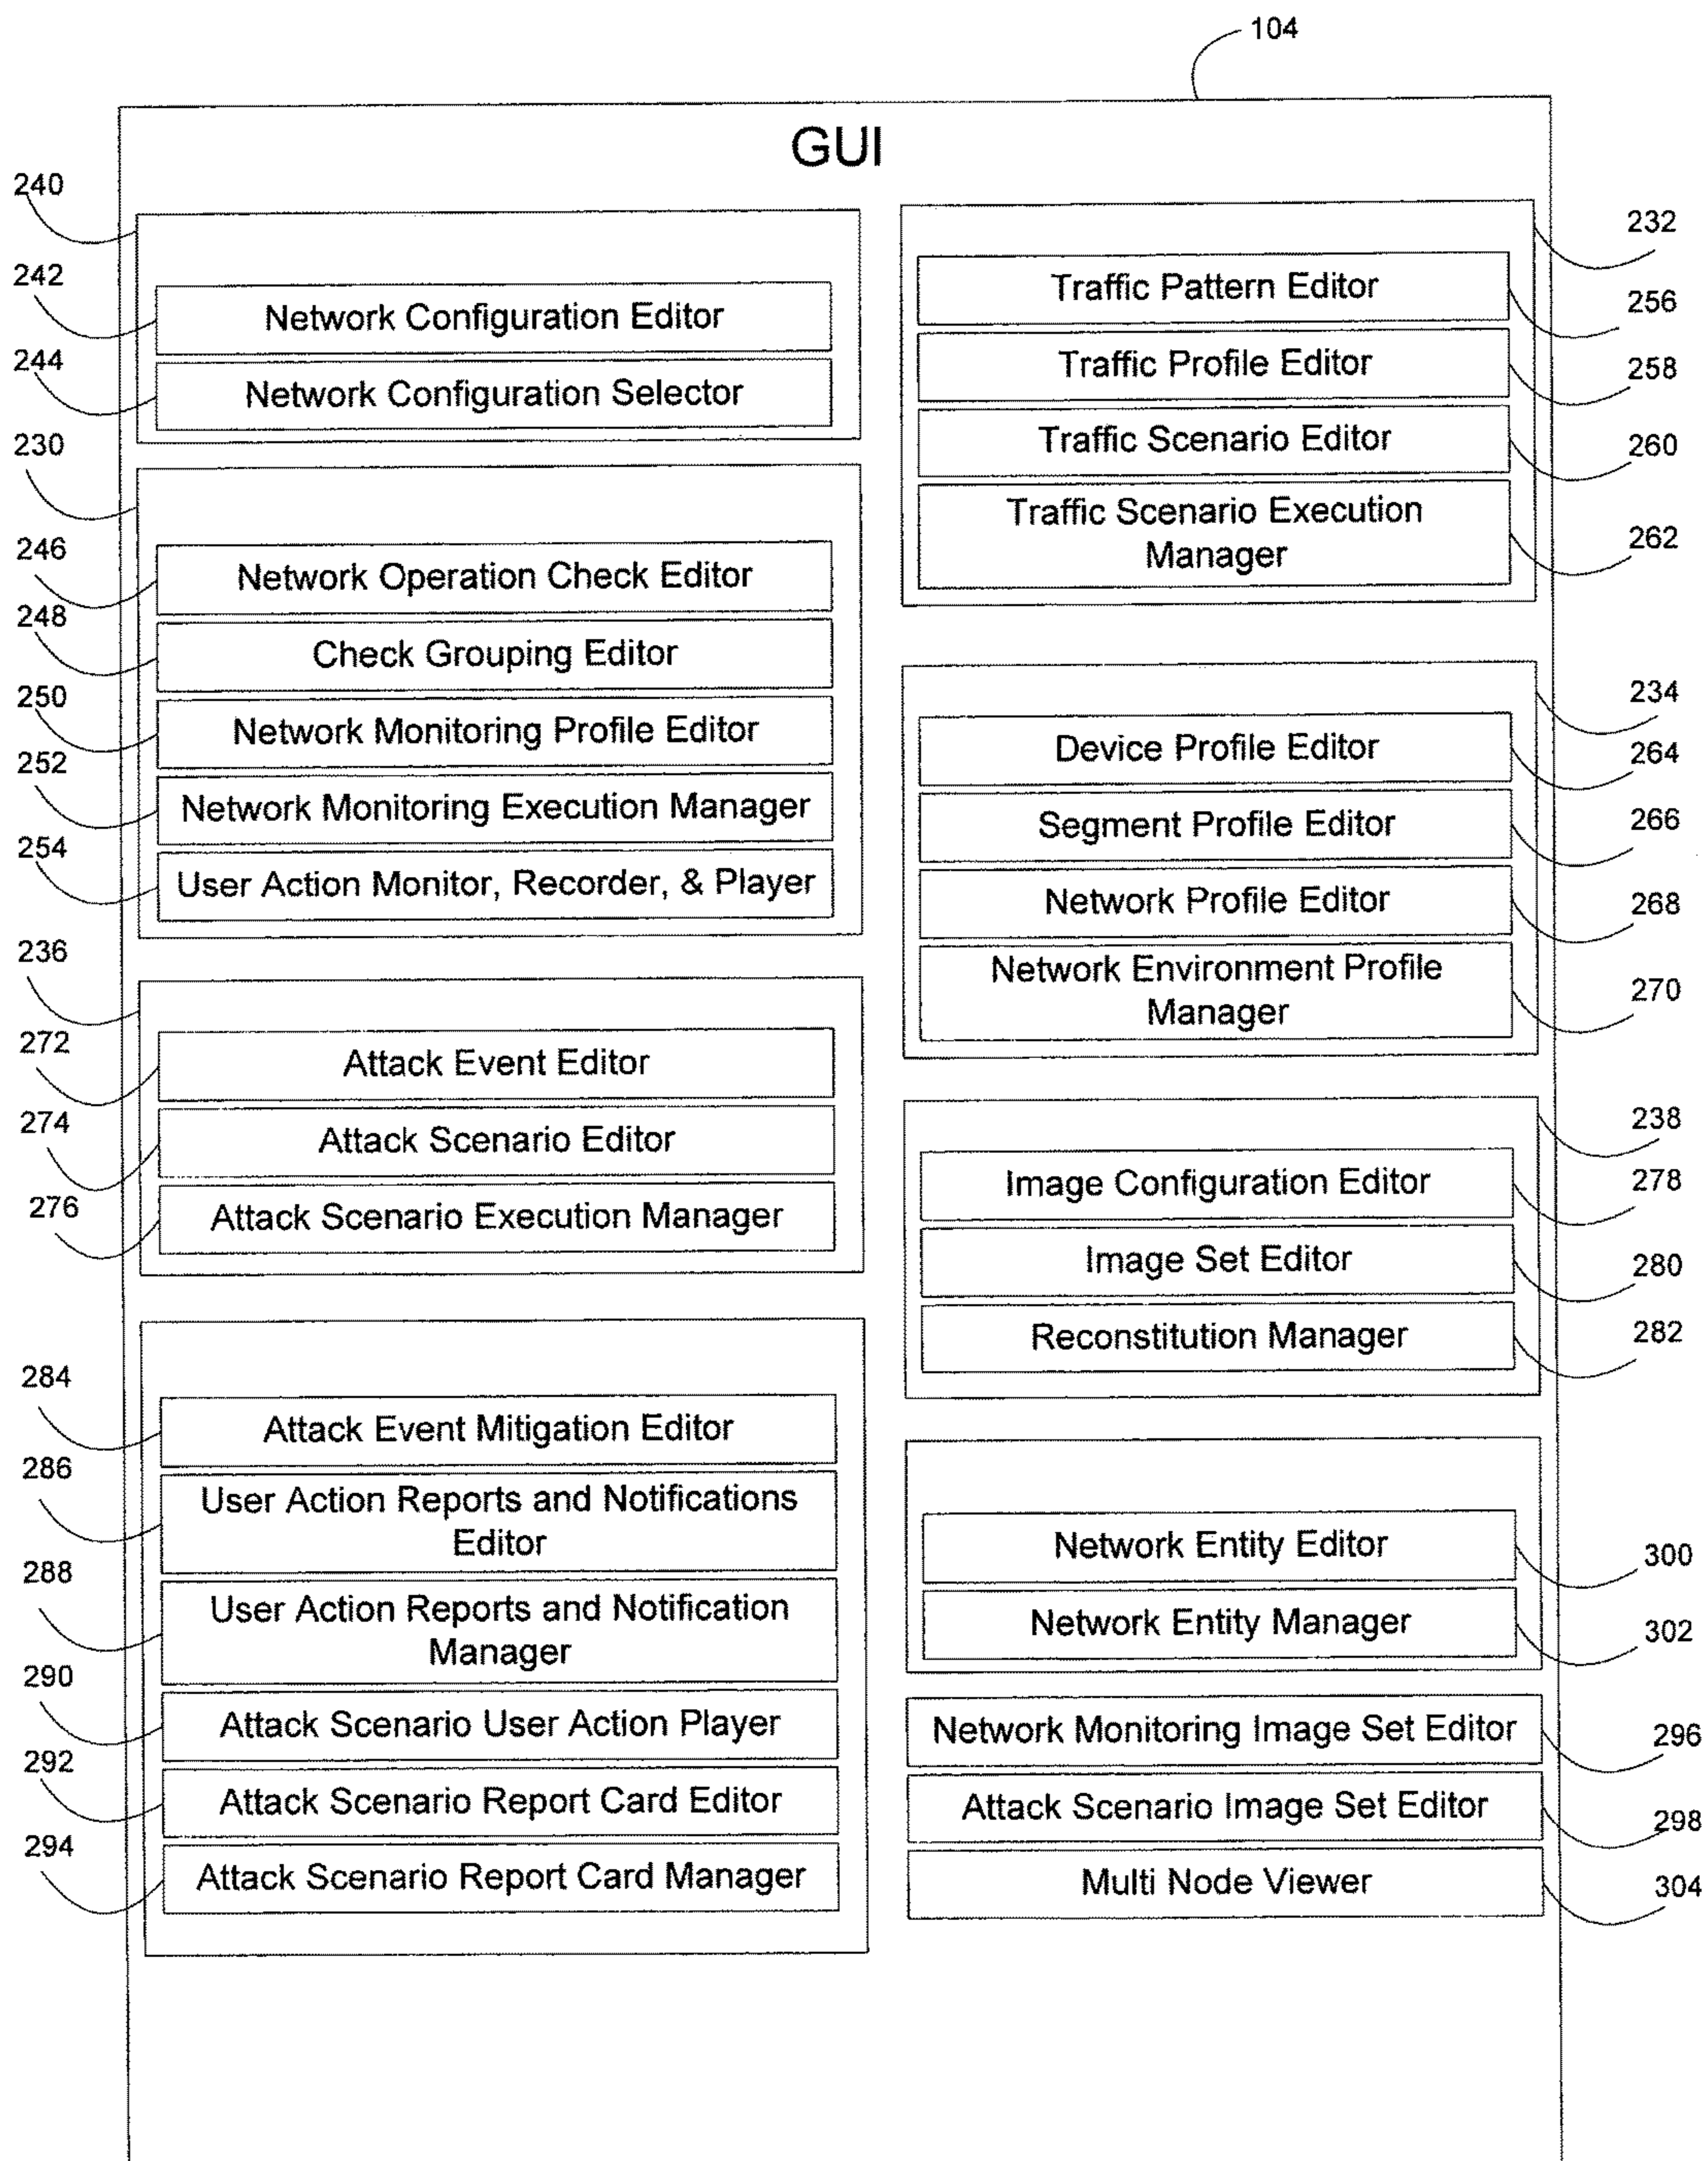 104
GUI
240
242
Network Configuration Editor
244
Network Configuration Selector
230
246
Network Operation Check Editor
248
Check Grouping Editor
250
Network Monitoring Profile Editor
252
Network Monitoring Execution Manager
254
User Action Monitor, Recorder, & Player
236
272
Attack Event Editor
274
Attack Scenario Editor
276
Attack Scenario Execution Manager
284
Attack Event Mitigation Editor
286
User Action Reports and Notifications
Editor
288
User Action Reports and Notification
Manager
290
Attack Scenario User Action Player
292
Attack Scenario Report Card Editor
294
Attack Scenario Report Card Manager
232
Traffic Pattern Editor
256
Traffic Profile Editor
258
Traffic Scenario Editor
260
Traffic Scenario Execution
Manager
262
234
Device Profile Editor
264
Segment Profile Editor
266
Network Profile Editor
268
Network Environment Profile
Manager
270
238
Image Configuration Editor
278
Image Set Editor
280
Reconstitution Manager
282
Network Entity Editor
300
Network Entity Manager
302
Network Monitoring Image Set Editor
296
Attack Scenario Image Set Editor
298
Multi Node Viewer
304